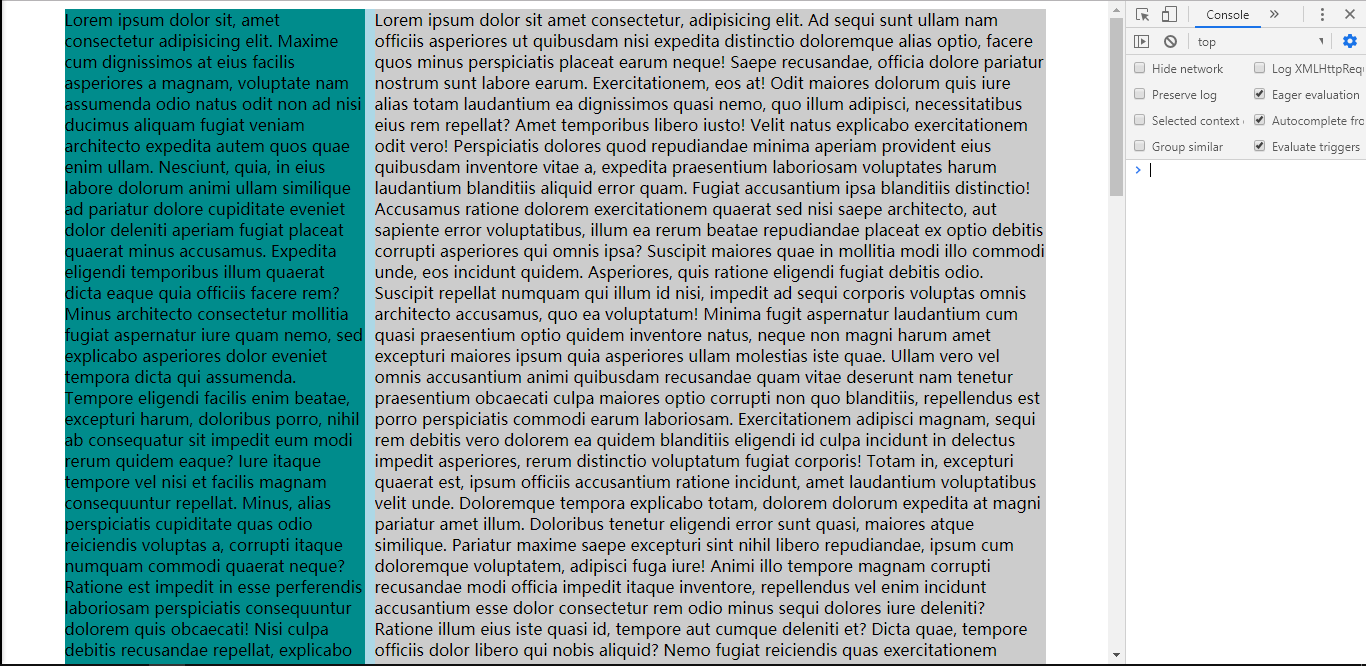 Lorem ipsum dolor sit, amet
consectetur adipisicing elit. Maxime
cum dignissimos at eius facilis
asperiores a magnam, voluptate nam
assumenda odio natus odit non ad nisi
ducimus aliquam fugiat veniam
architecto expedita autem quos quae
enim ullam. Nesciunt, quia, in eius
labore dolorum animi ullam similique
ad pariatur dolore cupiditate eveniet
dolor deleniti aperiam fugiat placeat
quaerat minus accusamus. Expedita
eligendi temporibus illum quaerat
dicta eaque quia officiis facere rem?
Minus architecto consectetur mollitia
fugiat aspernatur iure quam nemo, sed
explicabo asperiores dolor eveniet
tempora dicta qui assumenda.
Tempore eligendi facilis enim beatae,
excepturi harum, doloribus porro, nihil
ab consequatur sit impedit eum modi
rerum quidem eaque? Iure itaque
tempore vel nisi et facilis magnam
consequuntur repellat. Minus, alias
perspiciatis cupiditate quas odio
reiciendis voluptas a, corrupti itaque
numquam commodi quaerat neque?
Ratione est impedit in esse perferendis
laboriosam perspiciatis consequuntur
dolorem quis obcaecati! Nisi culpa
debitis recusandae repellat, explicabo
Lorem ipsum dolor sit amet consectetur, adipisicing elit. Ad sequi sunt ullam nam
officiis asperiores ut quibusdam nisi expedita distinctio doloremque alias optio, facere
quos minus perspiciatis placeat earum neque! Saepe recusandae, officia dolore pariatur
nostrum sunt labore earum. Exercitationem, eos at! Odit maiores dolorum quis iure
alias totam laudantium ea dignissimos quasi nemo, quo illum adipisci, necessitatibus
eius rem repellat? Amet temporibus libero iusto! Velit natus explicabo exercitationem
odit vero! Perspiciatis dolores quod repudiandae minima aperiam provident eius
quibusdam inventore vitae a, expedita praesentium laboriosam voluptates harum
laudantium blanditiis aliquid error quam. Fugiat accusantium ipsa blanditiis distinctio!
Accusamus ratione dolorem exercitationem quaerat sed nisi saepe architecto, aut
sapiente error voluptatibus, illum ea rerum beatae repudiandae placeat ex optio debitis
corrupti asperiores qui omnis ipsa? Suscipit maiores quae in mollitia modi illo commodi
unde, eos incidunt quidem. Asperiores, quis ratione eligendi fugiat debitis odio.
Suscipit repellat numquam qui illum id nisi, impedit ad sequi corporis voluptas omnis
architecto accusamus, quo ea voluptatum! Minima fugit aspernatur laudantium cum
quasi praesentium optio quidem inventore natus, neque non magni harum amet
excepturi maiores ipsum quia asperiores ullam molestias iste quae. Ullam vero vel
omnis accusantium animi quibusdam recusandae quam vitae deserunt nam tenetur
praesentium obcaecati culpa maiores optio corrupti non quo blanditiis, repellendus est
porro perspiciatis commodi earum laboriosam. Exercitationem adipisci magnam, sequi
rem debitis vero dolorem ea quidem blanditiis eligendi id culpa incidunt in delectus
impedit asperiores, rerum distinctio voluptatum fugiat corporis! Totam in, excepturi
quaerat est, ipsum officiis accusantium ratione incidunt, amet laudantium voluptatibus
velit unde. Doloremque tempora explicabo totam, dolorem dolorum expedita at magni
pariatur amet illum. Doloribus tenetur eligendi error sunt quasi, maiores atque
similique. Pariatur maxime saepe excepturi sint nihil libero repudiandae, ipsum cum
doloremque voluptatem, adipisci fuga iure! Animi illo tempore magnam corrupti
recusandae modi officia impedit itaque inventore, repellendus vel enim incidunt
accusantium esse dolor consectetur rem odio minus sequi dolores iure deleniti?
Ratione illum eius iste quasi id, tempore aut cumque deleniti et? Dicta quae, tempore
officiis dolor libero qui nobis aliquid? Nemo fugiat reiciendis quas exercitationem
Console
top
Hide network
Log XMLHttpRequ
Preserve log
Eager evaluation
Selected context
Autocomplete fro
Group similar
Evaluate triggers